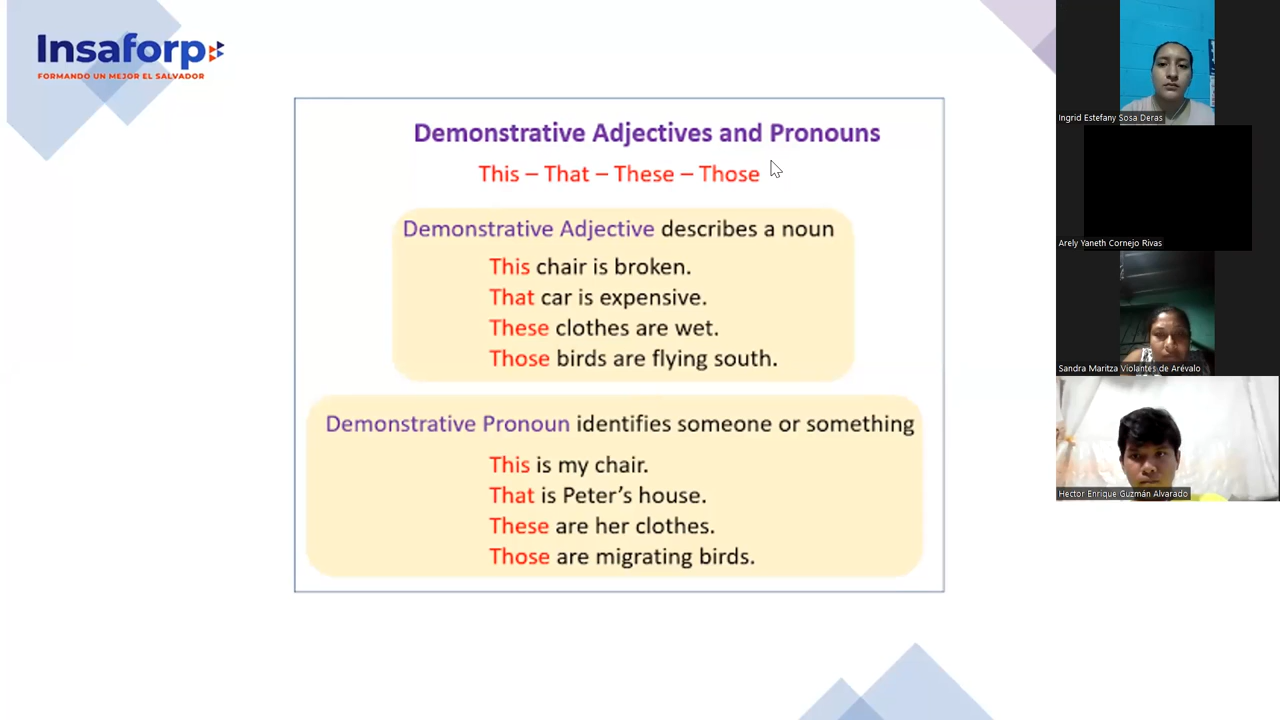 Insaforp
FORMANDO UN MEJOR EL SALVADOR
Demonstrative Adjectives and Pronouns
This – That – These – Those
Demonstrative Adjective describes a noun
This chair is broken.
That car is expensive.
These clothes are wet.
Those birds are flying south.
Demonstrative Pronoun identifies someone or something
This is my chair.
That is Peter’s house.
These are her clothes.
Those are migrating birds.
Ingrid Estefany Sosa Deras
Arely Yaneth Cornejo Rivas
Sandra Maritza Violantes de Arévalo
Hector Enrique Guzmán Alvarado